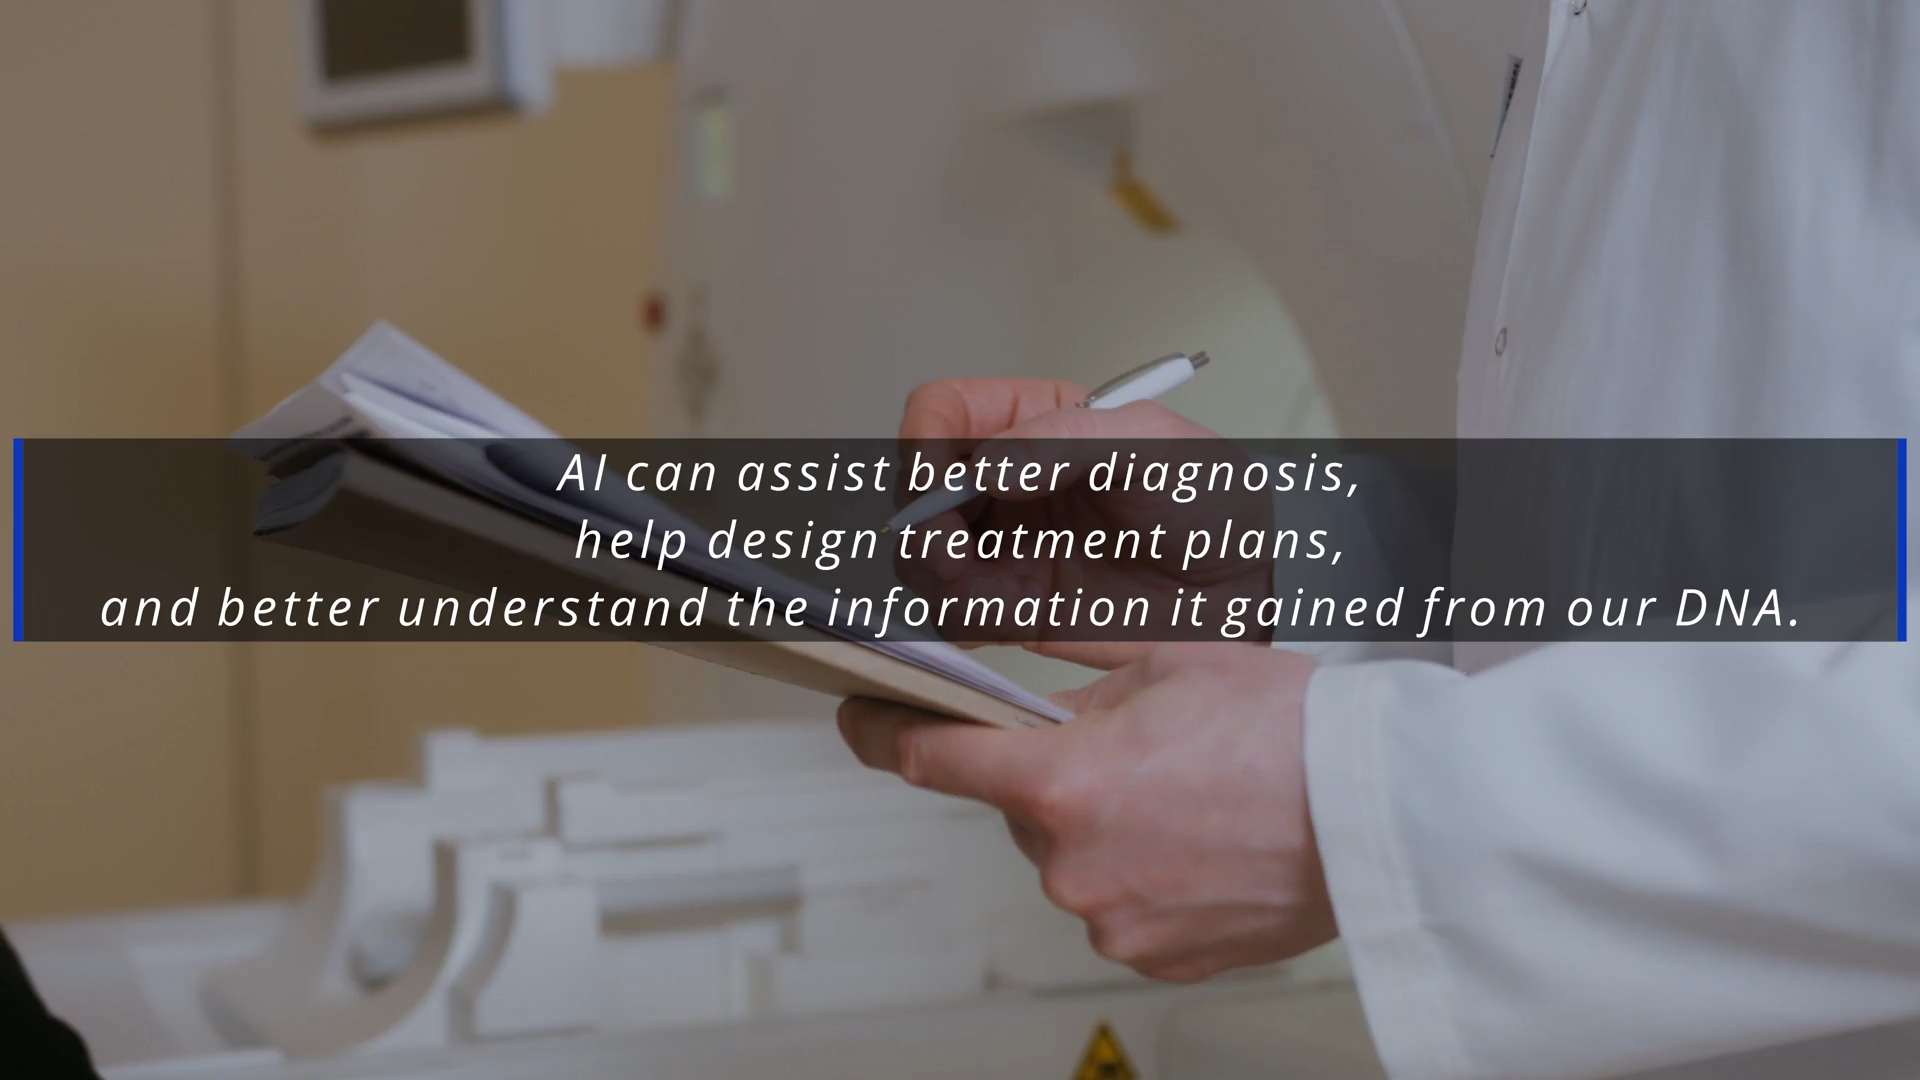 AI can assist better diagnosis,
help design treatment plans,
and better understand the information it gained from our DNA.